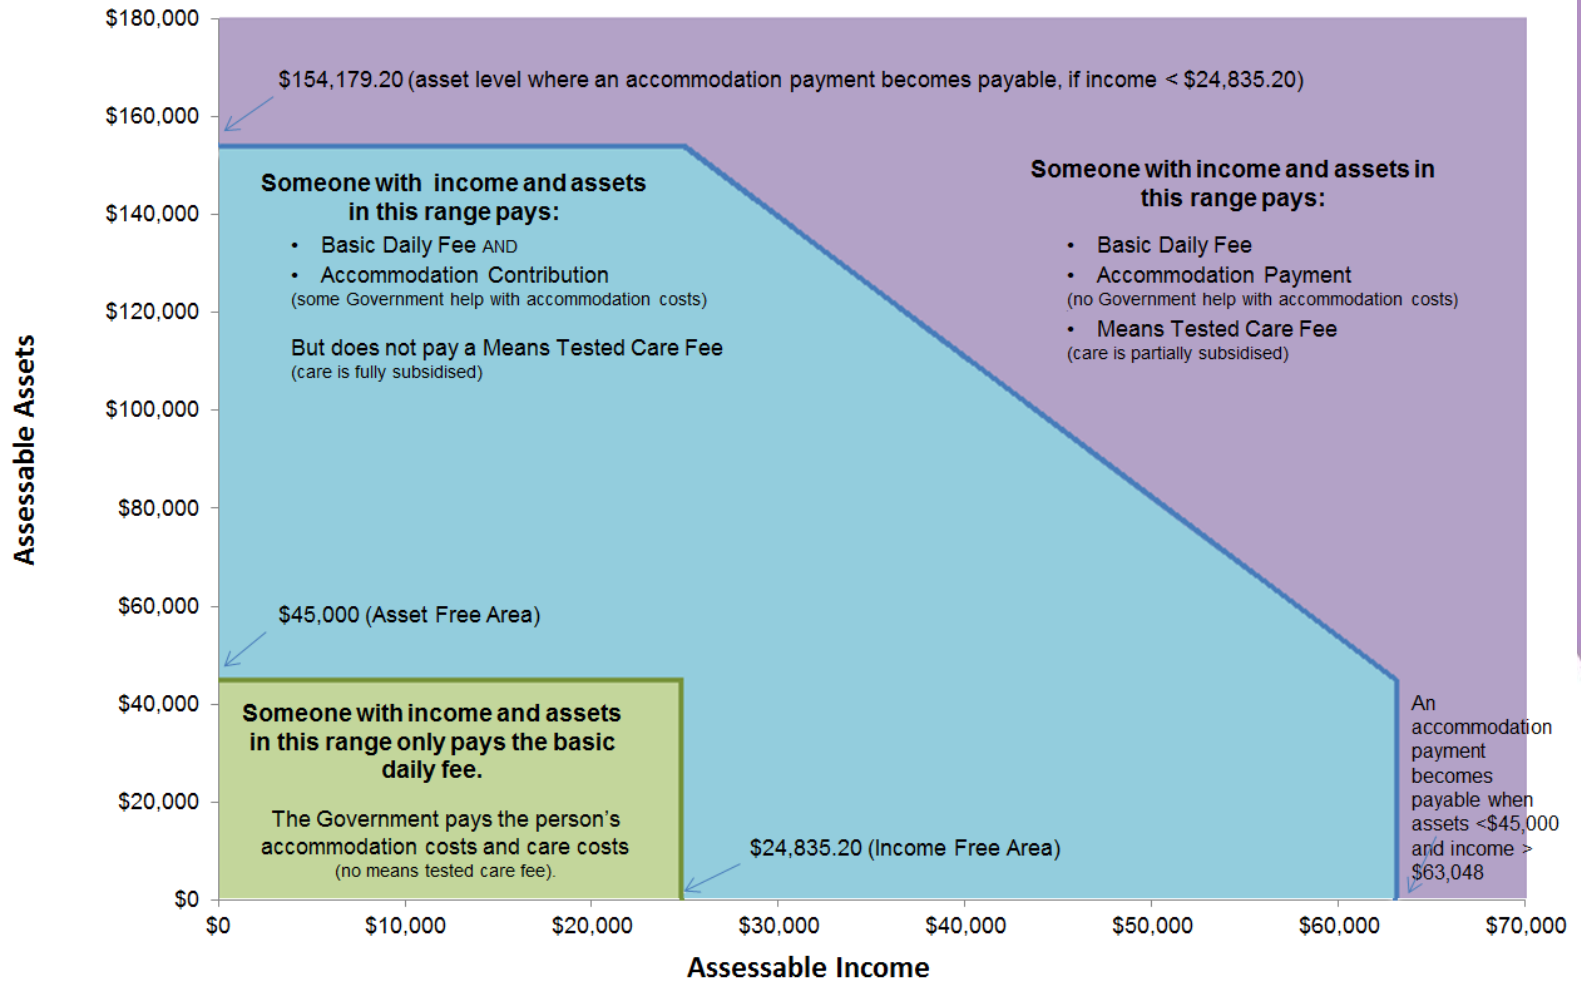 $180,000
$154,179.20 (asset level where an accommodation payment becomes payable, if income < $24,835.20)
$160,000
Someone with income and assets
in this range pays:
• Basic Daily Fee AND
• Accommodation Contribution
(some Government help with accommodation costs)
But does not pay a Means Tested Care Fee
(care is fully subsidised)
Someone with income and assets in
this range pays:
• Basic Daily Fee
• Accommodation Payment
(no Government help with accommodation costs)
• Means Tested Care Fee
(care is partially subsidised)
$140,000
$120,000
$100,000
$80,000
$60,000
$40,000
$20,000
$0
Assessable Assets
$45,000 (Asset Free Area)
Someone with income and assets
in this range only pays the basic
daily fee.
The Government pays the person's
accommodation costs and care costs
(no means tested care fee).
$24,835.20 (Income Free Area)
An
accommodation
payment
becomes
payable when
assets <$45,000
and income >
$63,048
$0
$10,000
$20,000
$30,000
$40,000
$50,000
$60,000
$70,000
Assessable Income